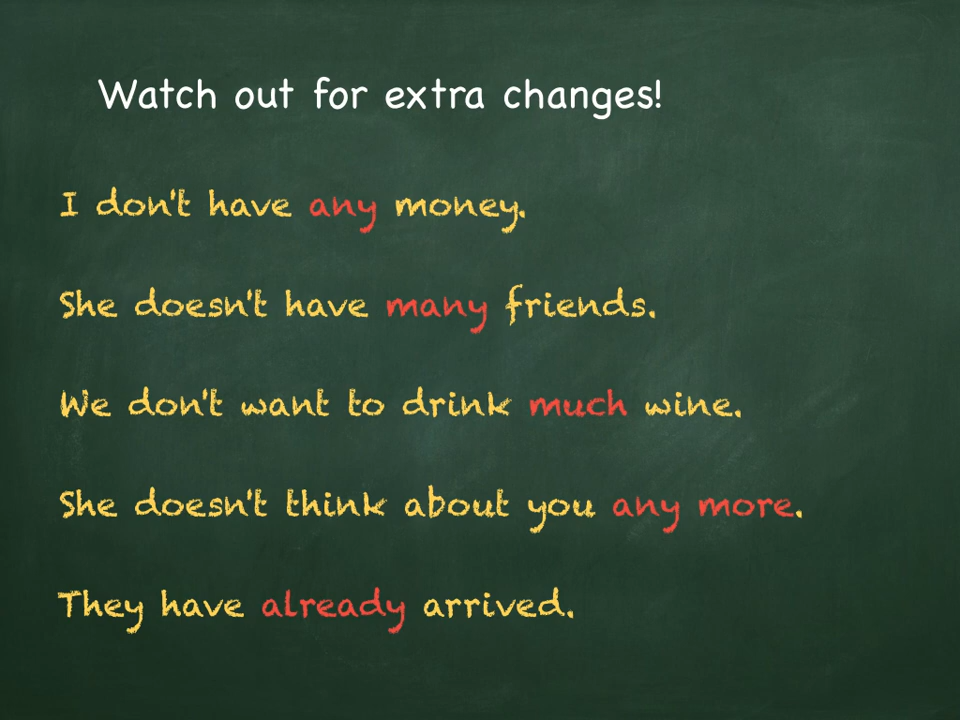 Watch out for extra changes!
I don't have any money.
She doesn't have many friends.
We don't want to drink much wine.
She doesn't think about you any more.
They have already arrived.